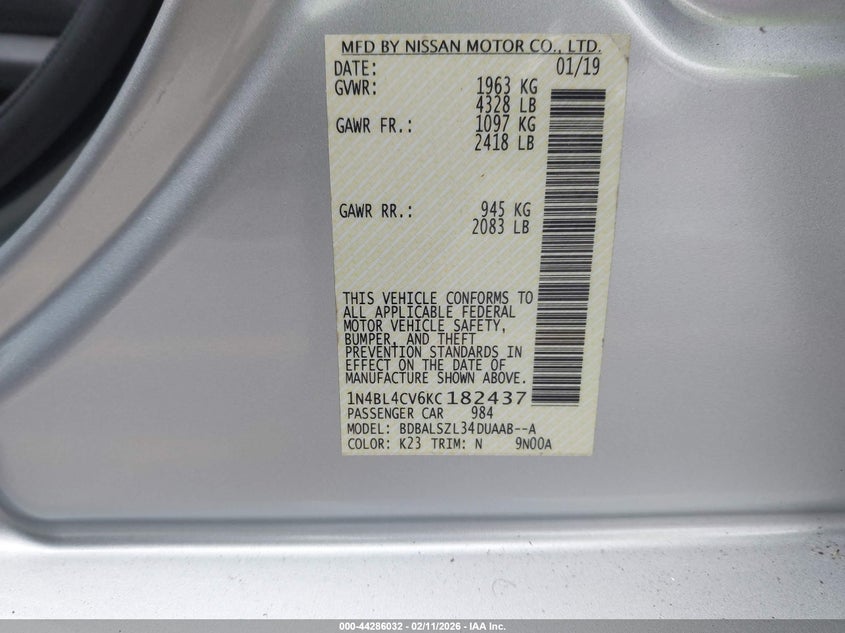 MFD BY NISSAN MOTOR CO., LTD.
DATE: 01/19
GVWR: 1963 KG
4328 LB
GAWR FR.: 1097 KG
2418 LB
GAWR RR.: 945 KG
2083 LB
THIS VEHICLE CONFORMS TO
ALL APPLICABLE FEDERAL
MOTOR VEHICLE SAFETY,
BUMPER, AND THEFT
PREVENTION STANDARDS IN
EFFECT ON THE DATE OF
MANUFACTURE SHOWN ABOVE.
1N4BL4CV6KC182437
PASSENGER CAR 984
MODEL: BDBALSZL34DUAAB--A
COLOR: K23 TRIM: N 9N00A
000-44286032 - 02/11/2026 - IAA Inc.